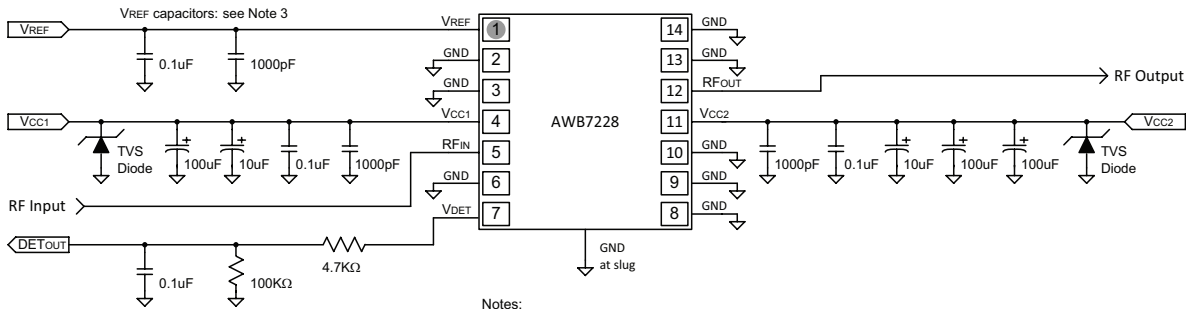 VREF capacitors: see Note 3
VREF
VREF
1
14
GND
0.1uF
1000pF
GND
2
13
GND
GND
3
12
RFOUT
RF Output
VCC1
VCC1
4
AWB7228
11
VCC2
VCC2
TVS
Diode
100uF
10uF
0.1uF
1000pF
RFIN
5
10
GND
1000pF
0.1uF
10uF
100uF
100uF
TVS
Diode
GND
6
9
GND
RF Input
VDET
7
8
GND
DETOUT
0.1uF
100KΩ
4.7KΩ
GND
at slug
Notes: